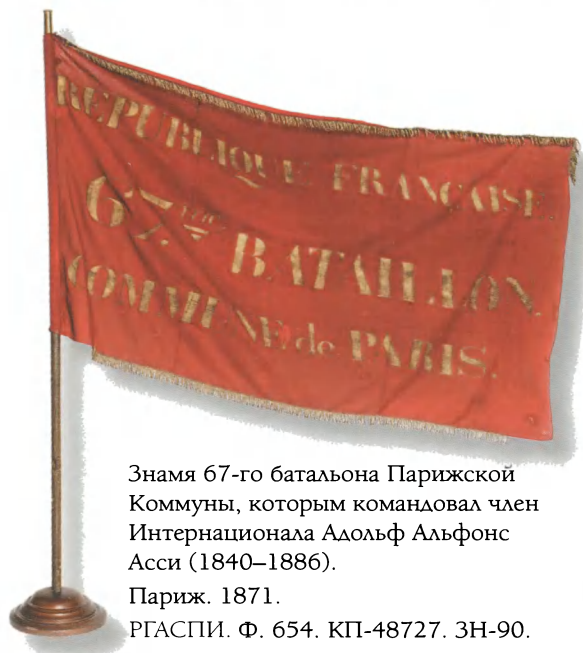 REPUBLIQUE FRANÇAISE
67me BATAILLON
COMMUNE de PARIS.
Знамя 67-го батальона Парижской
Коммуны, которым командовал член
Интернационала Адольф Альфонс
Асси (1840–1886).
Париж. 1871.
РГАСПИ. Ф. 654. КП-48727. ЗН-90.